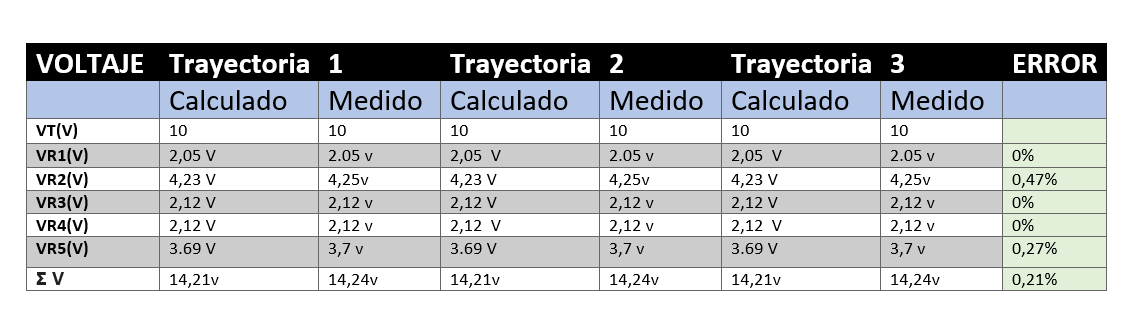 VOLTAJE Trayectoria 1 Trayectoria 2 Trayectoria 3 ERROR
Calculado Medido Calculado Medido Calculado Medido
VT(V) 10 10 10 10 10 10
VR1(V) 2,05 V 2.05 v 2,05 V 2.05 v 2,05 V 2.05 v 0%
VR2(V) 4,23 V 4,25v 4,23 V 4,25v 4,23 V 4,25v 0,47%
VR3(V) 2,12 V 2,12 v 2,12 V 2,12 v 2,12 V 2,12 v 0%
VR4(V) 2,12 V 2,12 v 2,12 V 2,12 v 2,12 V 2,12 v 0%
VR5(V) 3.69 V 3,7 v 3.69 V 3,7 v 3.69 V 3,7 v 0,27%
Σ V 14,21v 14,24v 14,21v 14,24v 14,21v 14,24v 0,21%